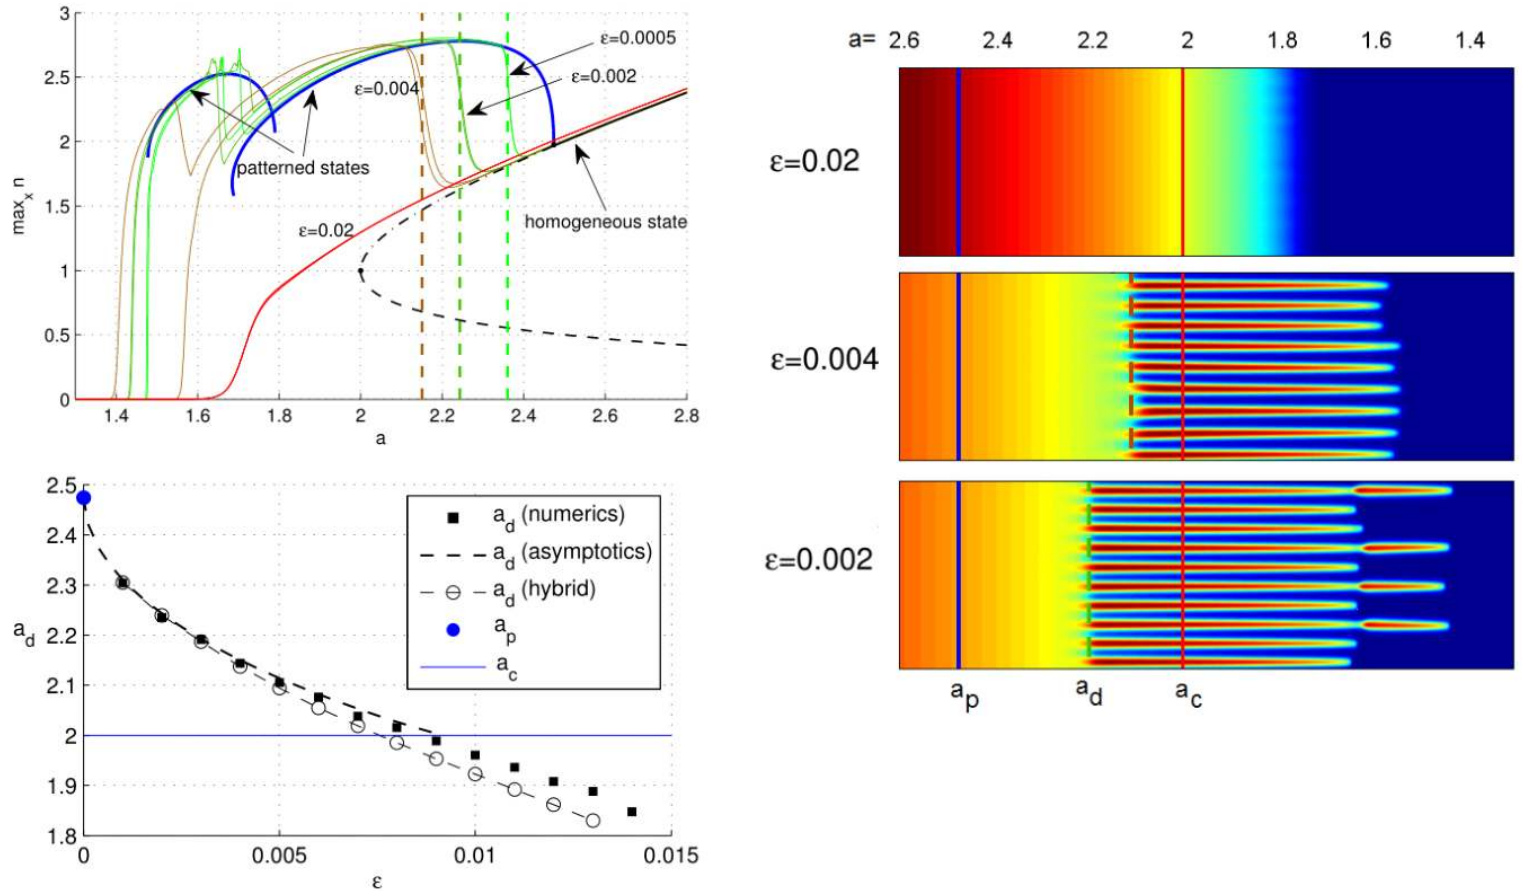 3
2.5
2
1.5
1
0.5
0
max_x n
1.4
1.6
1.8
2
2.2
2.4
2.6
2.8
a
ε=0.0005
ε=0.002
ε=0.004
patterned states
homogeneous state
ε=0.02
2.5
2.4
2.3
2.2
2.1
2
1.9
1.8
a_d
0
0.005
0.01
0.015
ε
a_d (numerics)
a_d (asymptotics)
a_d (hybrid)
a_p
a_c
a= 2.6 2.4 2.2 2 1.8 1.6 1.4
ε=0.02
ε=0.004
ε=0.002
a_p a_d a_c